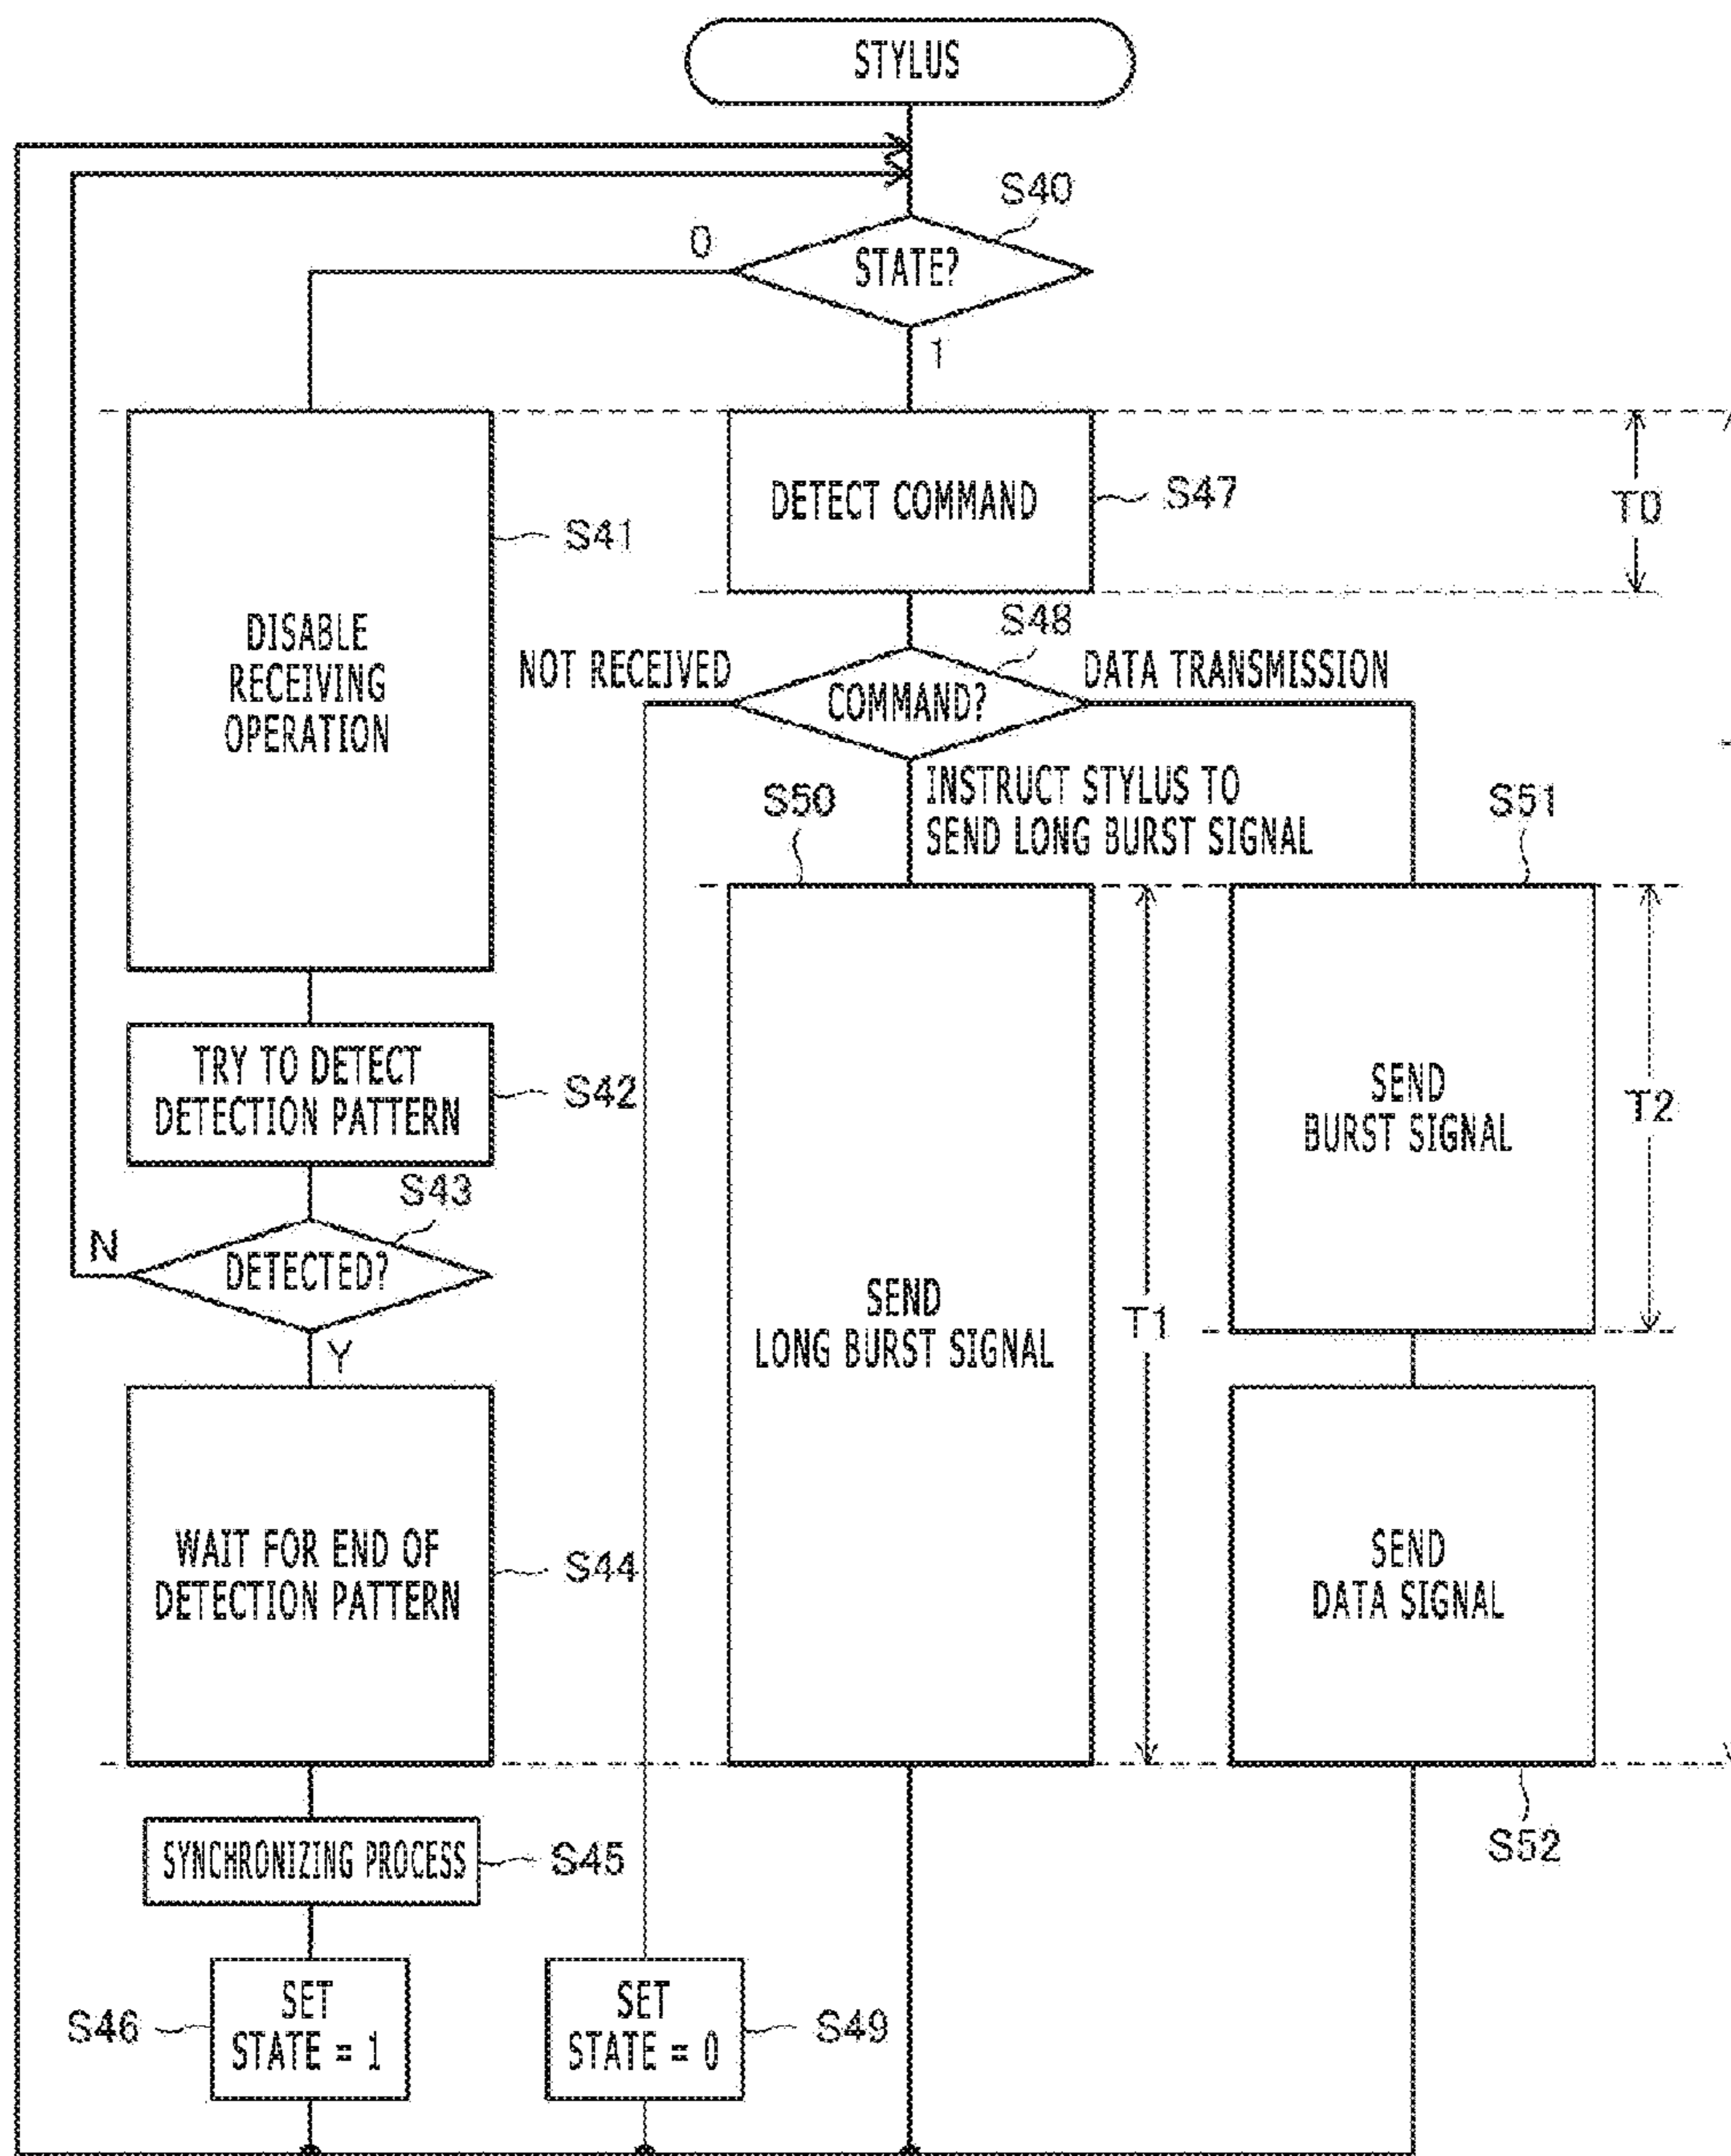 STYLUS
S40
0
STATE?
1
DETECT COMMAND
S47
T0
S41
DISABLE
RECEIVING
OPERATION
S48
NOT RECEIVED
DATA TRANSMISSION
COMMAND?
INSTRUCT STYLUS TO
SEND LONG BURST SIGNAL
S50
S51
TRY TO DETECT
DETECTION PATTERN
S42
SEND
BURST SIGNAL
T2
S43
N
DETECTED?
Y
SEND
LONG BURST SIGNAL
T1
WAIT FOR END OF
DETECTION PATTERN
S44
SEND
DATA SIGNAL
SYNCHRONIZING PROCESS
S45
S52
S46
SET
STATE = 1
SET
STATE = 0
S49